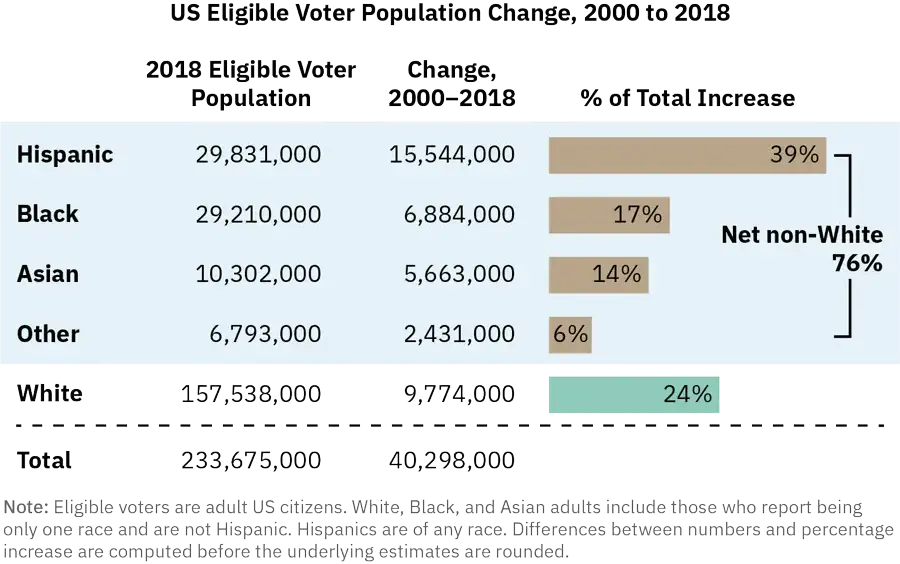 US Eligible Voter Population Change, 2000 to 2018
2018 Eligible Voter Population
Change, 2000–2018
% of Total Increase
Hispanic 29,831,000 15,544,000 39%
Black 29,210,000 6,884,000 17%
Net non-White 76%
Asian 10,302,000 5,663,000 14%
Other 6,793,000 2,431,000 6%
White 157,538,000 9,774,000 24%
Total 233,675,000 40,298,000
Note: Eligible voters are adult US citizens. White, Black, and Asian adults include those who report being
only one race and are not Hispanic. Hispanics are of any race. Differences between numbers and percentage
increase are computed before the underlying estimates are rounded.